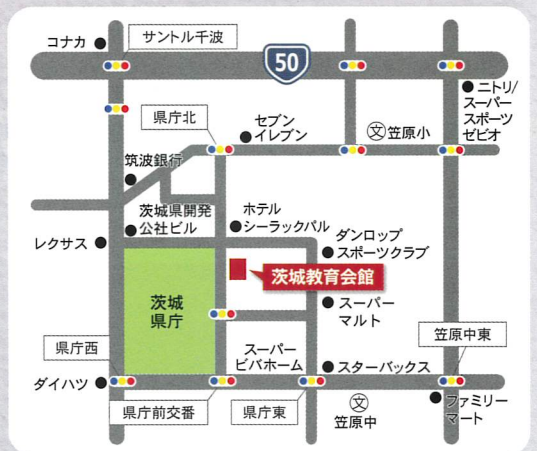 コナカ
サントル千波
50
ニトリ/
スーパー
スポーツ
ゼビオ
県庁北
セブン
イレブン
文
笠原小
筑波銀行
茨城県開発
公社ビル
ホテル
シーラックパル
レクサス
ダンロップ
スポーツクラブ
茨城教育会館
茨城
県庁
スーパー
マルト
笠原中東
県庁西
スーパー
ビバホーム
スターバックス
ダイハツ
県庁前交番
県庁東
文
笠原中
ファミリー
マート